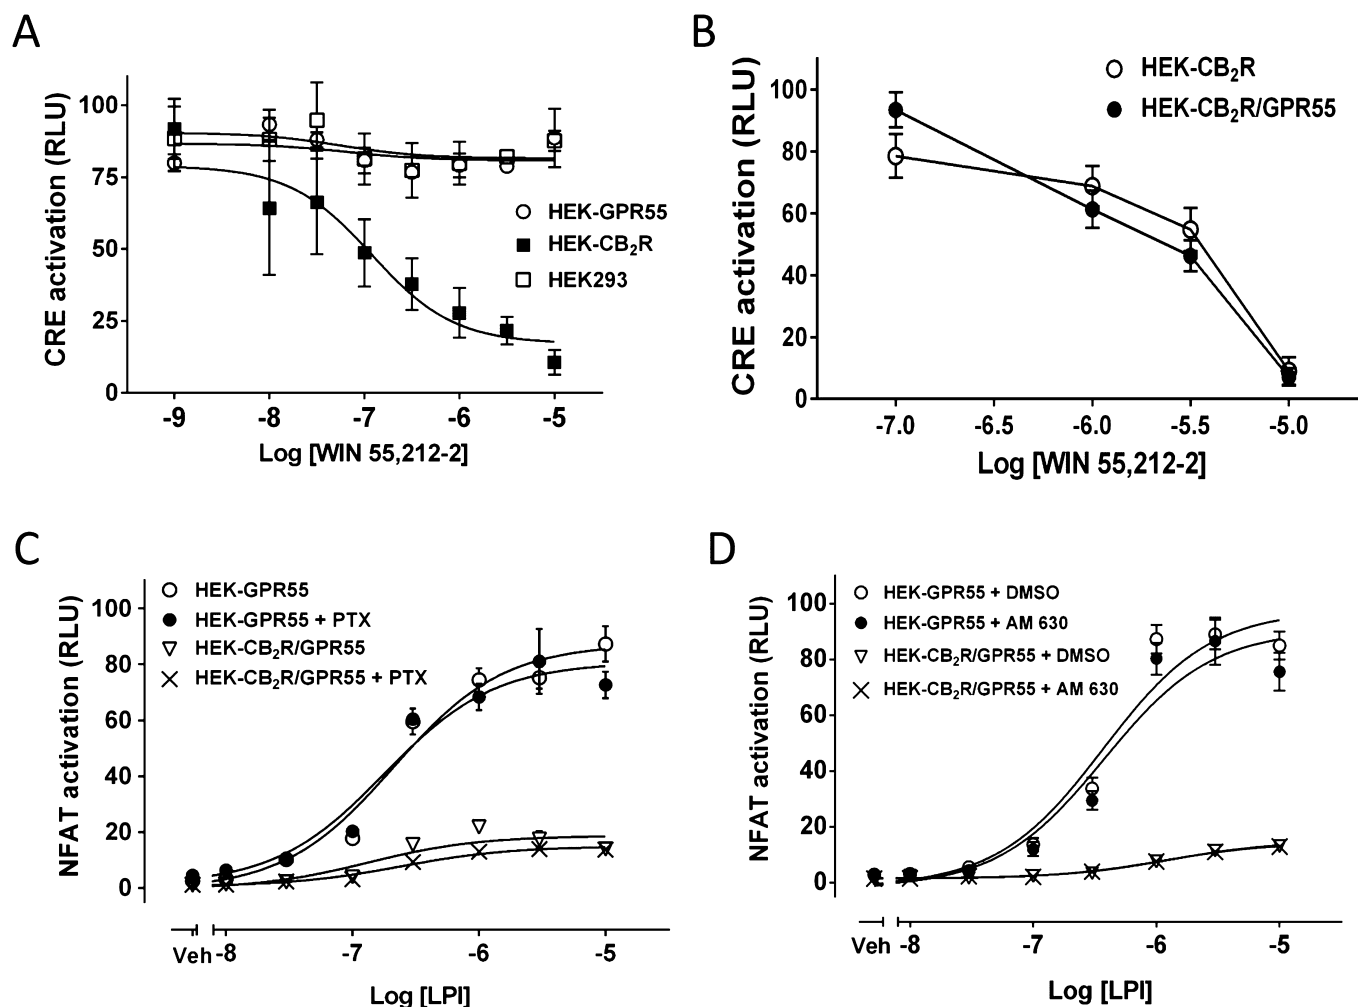 A
CRE activation (RLU)
100
75
50
25
0
-9
-8
-7
-6
-5
Log [WIN 55,212-2]
HEK-GPR55
HEK-CB₂R
HEK293
B
CRE activation (RLU)
100
80
60
40
20
0
-7.0
-6.5
-6.0
-5.5
-5.0
Log [WIN 55,212-2]
HEK-CB₂R
HEK-CB₂R/GPR55
C
NFAT activation (RLU)
100
80
60
40
20
0
HEK-GPR55
HEK-GPR55 + PTX
HEK-CB₂R/GPR55
HEK-CB₂R/GPR55 + PTX
Veh
-8
-7
-6
-5
Log [LPI]
D
NFAT activation (RLU)
100
80
60
40
20
0
HEK-GPR55 + DMSO
HEK-GPR55 + AM 630
HEK-CB₂R/GPR55 + DMSO
HEK-CB₂R/GPR55 + AM 630
Veh
-8
-7
-6
-5
Log [LPI]